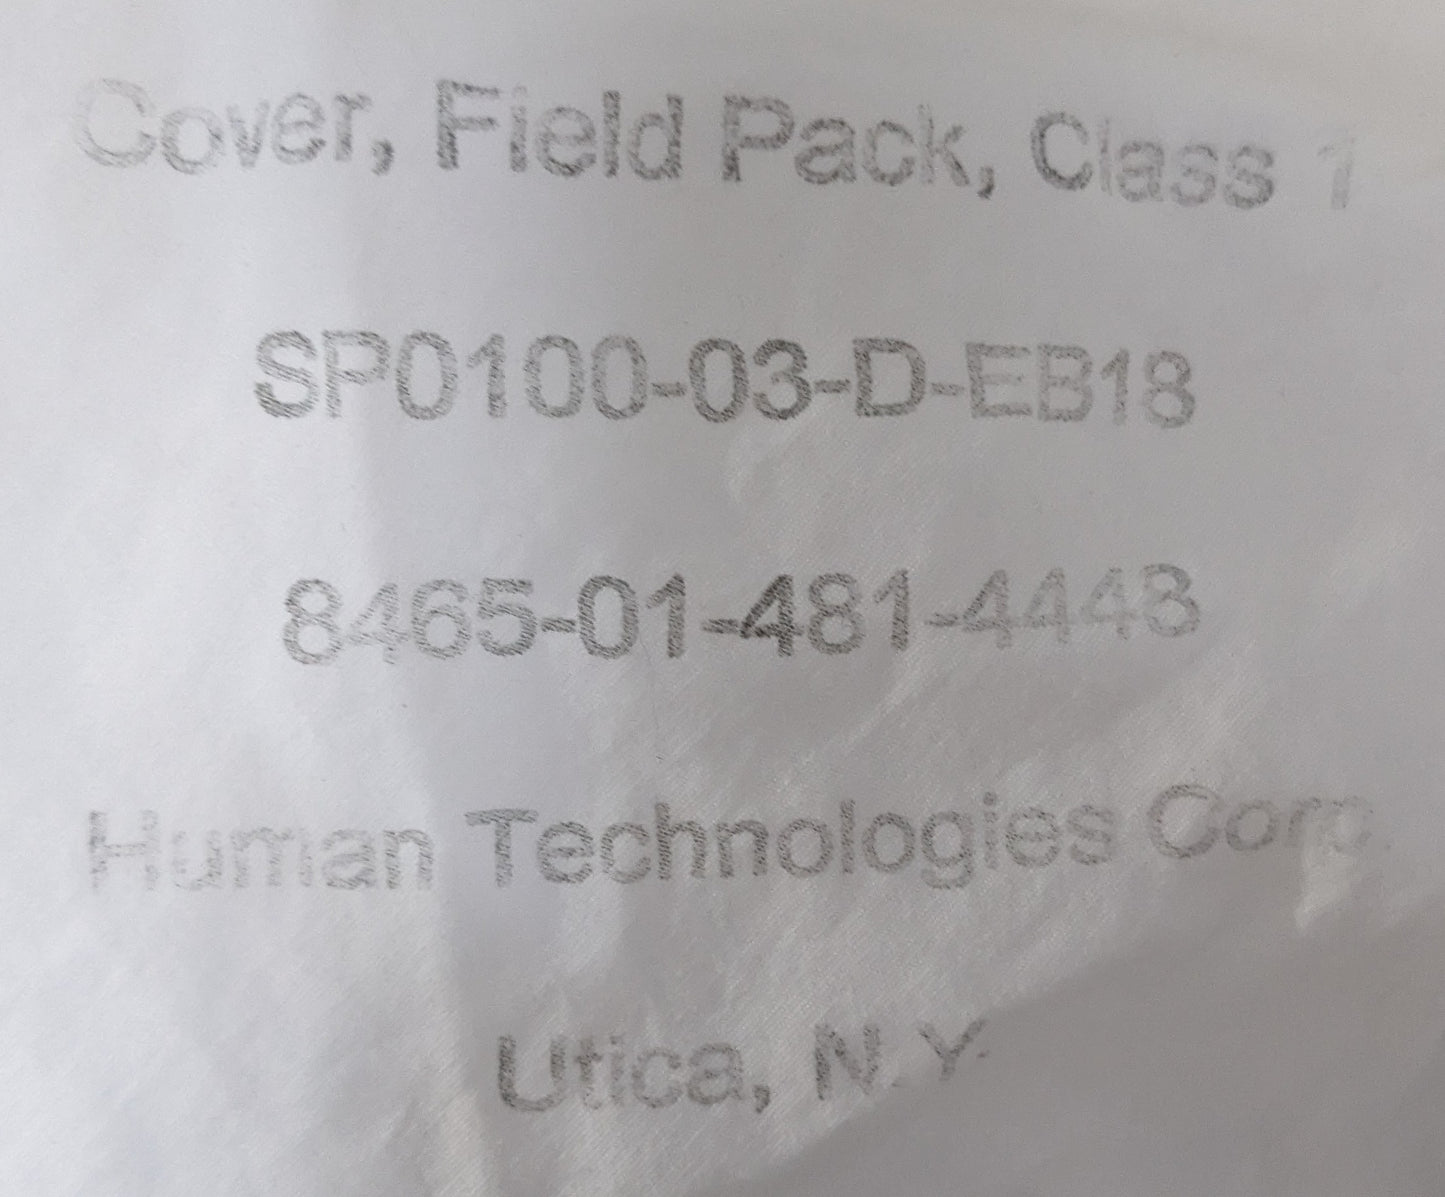 Cover, Field Pack, Class 1
SP0100-03-D-EB18
8465-01-481-4448
Human Technologies Corp.
Utica, N.Y.